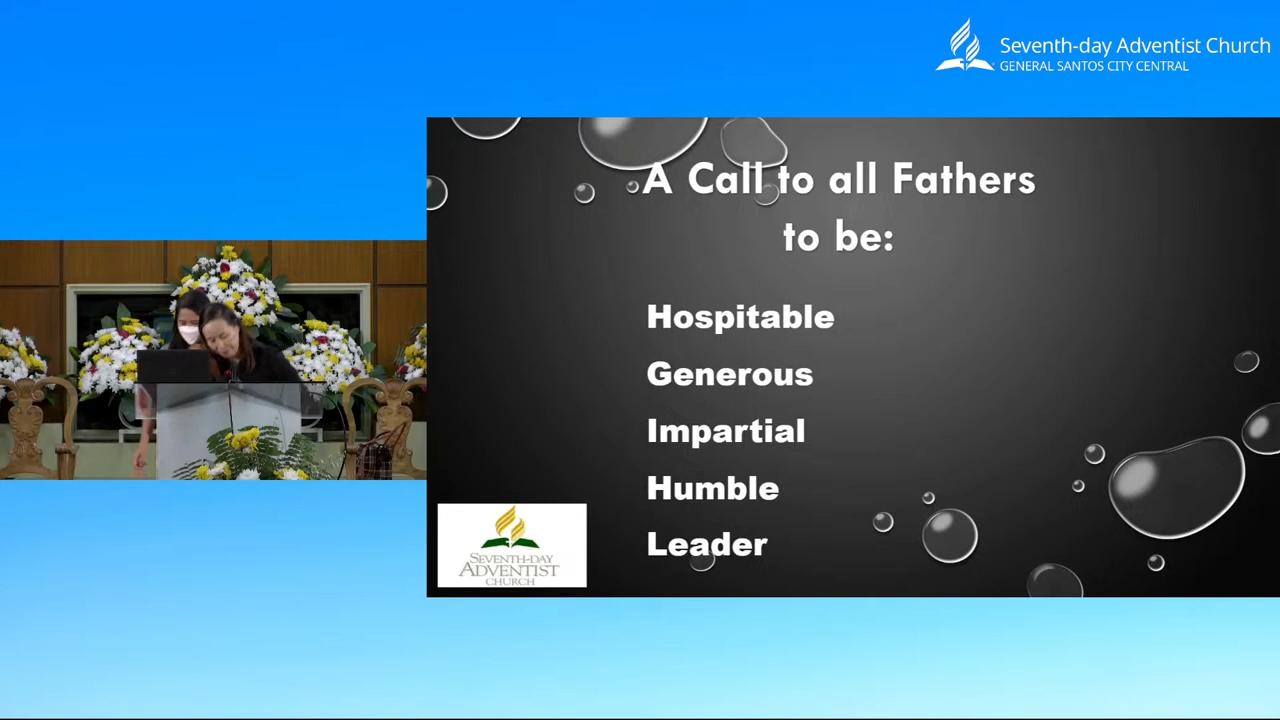 Seventh-day Adventist Church
GENERAL SANTOS CITY CENTRAL
A Call to all Fathers
to be:
Hospitable
Generous
Impartial
Humble
Leader
SEVENTH-DAY
ADVENTIST
CHURCH